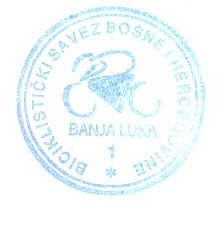 BICIKLISTIČKI SAVEZ BOSNE I HERCEGOVINE
BANJA LUKA
1
*